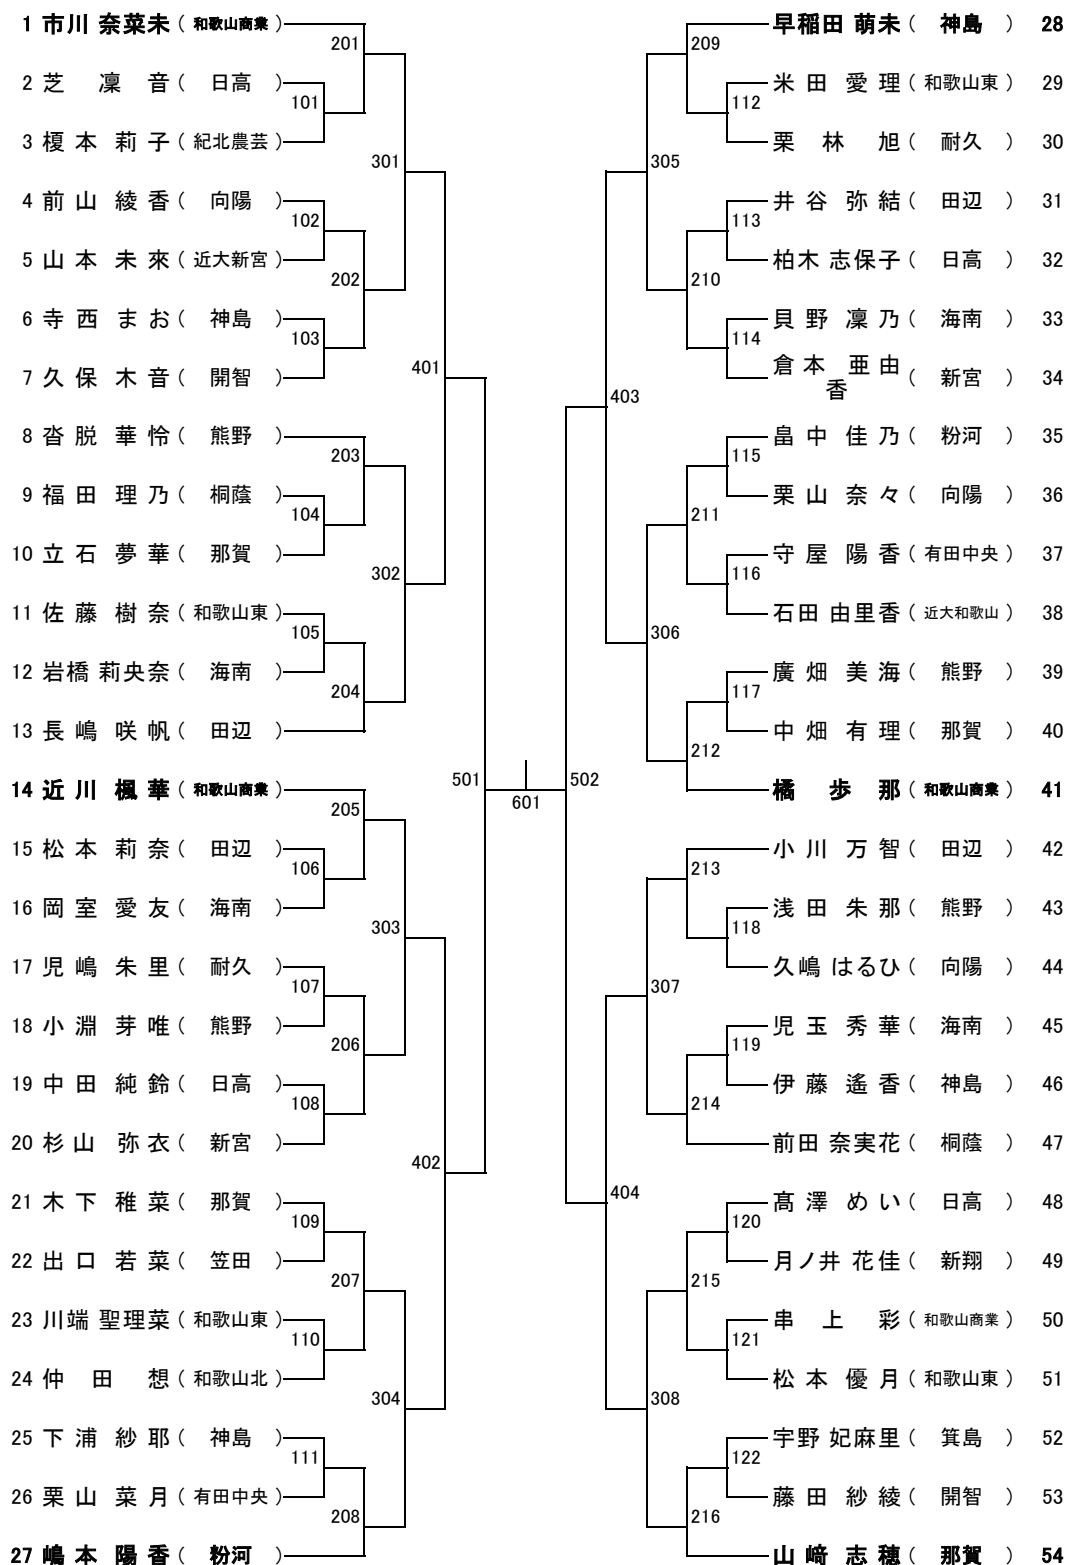 1 市川 奈菜未 ( 和歌山商業 )
201
2 芝 凜 音 ( 日高 )
101
3 榎 本 莉 子 ( 紀北農芸 )
301
4 前 山 綾 香 ( 向陽 )
102
5 山 本 未 來 ( 近大新宮 )
202
6 寺 西 ま お ( 神島 )
103
7 久 保 木 音 ( 開智 )
401
8 沓 脱 華 怜 ( 熊野 )
203
9 福 田 理 乃 ( 桐蔭 )
104
10 立 石 夢 華 ( 那賀 )
302
11 佐 藤 樹 奈 ( 和歌山東 )
105
12 岩橋 莉央奈 ( 海南 )
204
13 長 嶋 咲 帆 ( 田辺 )
501
14 近 川 楓 華 ( 和歌山商業 )
205
15 松 本 莉 奈 ( 田辺 )
106
16 岡 室 愛 友 ( 海南 )
303
17 児 嶋 朱 里 ( 耐久 )
107
18 小 淵 芽 唯 ( 熊野 )
206
19 中 田 純 鈴 ( 日高 )
108
20 杉 山 弥 衣 ( 新宮 )
402
21 木 下 稚 菜 ( 那賀 )
109
22 出 口 若 菜 ( 笠田 )
207
23 川端 聖理菜 ( 和歌山東 )
110
24 仲 田 想 ( 和歌山北 )
304
25 下 浦 紗 耶 ( 神島 )
111
26 栗 山 菜 月 ( 有田中央 )
208
27 嶋 本 陽 香 ( 粉河 )
601
早稲田 萌未 ( 神島 ) 28
209
米 田 愛 理 ( 和歌山東 ) 29
112
栗 林 旭 ( 耐久 ) 30
305
井 谷 弥 結 ( 田辺 ) 31
113
柏木 志保子 ( 日高 ) 32
210
貝 野 凜 乃 ( 海南 ) 33
114
倉 本 亜 由
香 ( 新宮 ) 34
403
畠 中 佳 乃 ( 粉河 ) 35
115
栗 山 奈 々 ( 向陽 ) 36
211
守 屋 陽 香 ( 有田中央 ) 37
116
石田 由里香 ( 近大和歌山 ) 38
306
廣 畑 美 海 ( 熊野 ) 39
117
中 畑 有 理 ( 那賀 ) 40
212
502
橘 歩 那 ( 和歌山商業 ) 41
小 川 万 智 ( 田辺 ) 42
213
浅 田 朱 那 ( 熊野 ) 43
118
久嶋 はるひ ( 向陽 ) 44
307
児 玉 秀 華 ( 海南 ) 45
119
伊 藤 遙 香 ( 神島 ) 46
214
前田 奈実花 ( 桐蔭 ) 47
404
髙 澤 め い ( 日高 ) 48
120
月ノ井 花佳 ( 新翔 ) 49
215
串 上 彩 ( 和歌山商業 ) 50
121
松 本 優 月 ( 和歌山東 ) 51
308
宇野 妃麻里 ( 箕島 ) 52
122
藤 田 紗 綾 ( 開智 ) 53
216
山 﨑 志 穂 ( 那賀 ) 54